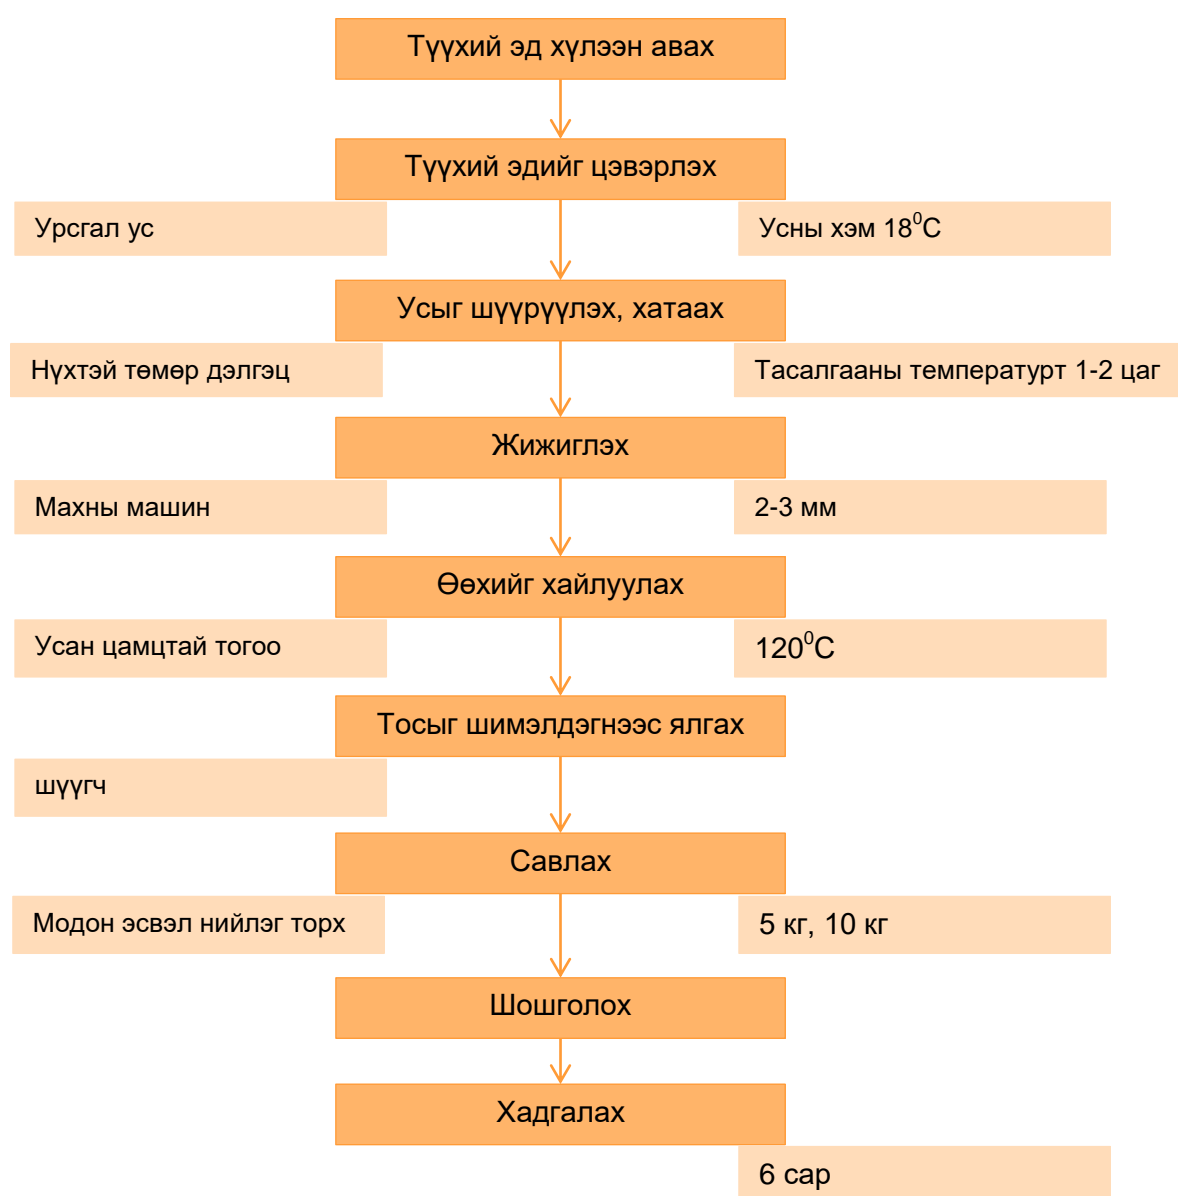 Түүхий эд хүлээн авах
Түүхий эдийг цэвэрлэх
Урсгал ус
Усны хэм 18⁰С
Усыг шүүрүүлэх, хатаах
Нүхтэй төмөр дэлгэц
Тасалгааны температурт 1-2 цаг
Жижиглэх
Махны машин
2-3 мм
Өөхийг хайлуулах
Усан цамцтай тогоо
120⁰С
Тосыг шимэлдэгнээс ялгах
шүүгч
Савлах
Модон эсвэл нийлэг торх
5 кг, 10 кг
Шошголох
Хадгалах
6 сар